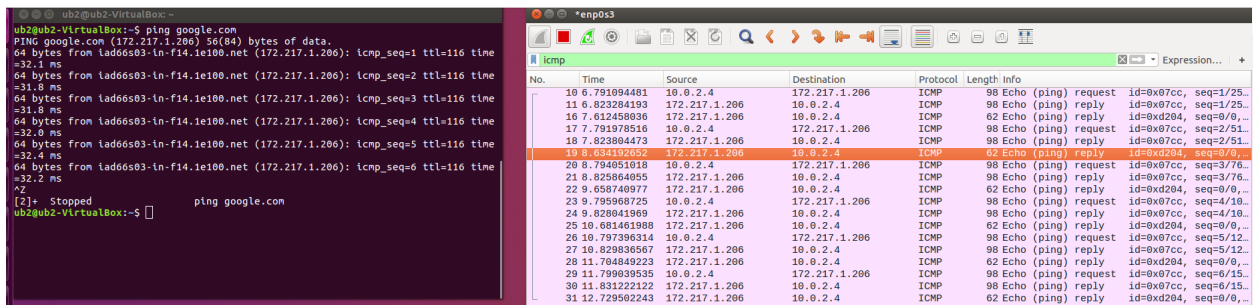 ub2@ub2-VirtualBox: ~
ub2@ub2-VirtualBox:~$ ping google.com
PING google.com (172.217.1.206) 56(84) bytes of data.
64 bytes from iad66s03-in-f14.1e100.net (172.217.1.206): icmp_seq=1 ttl=116 time
=32.1 ms
64 bytes from iad66s03-in-f14.1e100.net (172.217.1.206): icmp_seq=2 ttl=116 time
=31.8 ms
64 bytes from iad66s03-in-f14.1e100.net (172.217.1.206): icmp_seq=3 ttl=116 time
=31.8 ms
64 bytes from iad66s03-in-f14.1e100.net (172.217.1.206): icmp_seq=4 ttl=116 time
=32.0 ms
64 bytes from iad66s03-in-f14.1e100.net (172.217.1.206): icmp_seq=5 ttl=116 time
=32.4 ms
64 bytes from iad66s03-in-f14.1e100.net (172.217.1.206): icmp_seq=6 ttl=116 time
=32.2 ms
^Z
[2]+ Stopped ping google.com
ub2@ub2-VirtualBox:~$
*enp0s3
icmp Expression... +
No. Time Source Destination Protocol Length Info
10 6.791094481 10.0.2.4 172.217.1.206 ICMP 98 Echo (ping) request id=0x07cc, seq=1/25…
11 6.823284193 172.217.1.206 10.0.2.4 ICMP 98 Echo (ping) reply id=0x07cc, seq=1/25…
16 7.612458036 172.217.1.206 10.0.2.4 ICMP 62 Echo (ping) reply id=0xd204, seq=0/0,…
17 7.791978516 10.0.2.4 172.217.1.206 ICMP 98 Echo (ping) request id=0x07cc, seq=2/51…
18 7.823804473 172.217.1.206 10.0.2.4 ICMP 98 Echo (ping) reply id=0x07cc, seq=2/51…
19 8.634192652 172.217.1.206 10.0.2.4 ICMP 62 Echo (ping) reply id=0xd204, seq=0/0,…
20 8.794051018 10.0.2.4 172.217.1.206 ICMP 98 Echo (ping) request id=0x07cc, seq=3/76…
21 8.825864055 172.217.1.206 10.0.2.4 ICMP 98 Echo (ping) reply id=0x07cc, seq=3/76…
22 9.658740977 172.217.1.206 10.0.2.4 ICMP 62 Echo (ping) reply id=0xd204, seq=0/0,…
23 9.795968725 10.0.2.4 172.217.1.206 ICMP 98 Echo (ping) request id=0x07cc, seq=4/10…
24 9.828041969 172.217.1.206 10.0.2.4 ICMP 98 Echo (ping) reply id=0x07cc, seq=4/10…
25 10.681461988 172.217.1.206 10.0.2.4 ICMP 62 Echo (ping) reply id=0xd204, seq=0/0,…
26 10.797396314 10.0.2.4 172.217.1.206 ICMP 98 Echo (ping) request id=0x07cc, seq=5/12…
27 10.829836567 172.217.1.206 10.0.2.4 ICMP 98 Echo (ping) reply id=0x07cc, seq=5/12…
28 11.704849223 172.217.1.206 10.0.2.4 ICMP 62 Echo (ping) reply id=0xd204, seq=0/0,…
29 11.799039535 10.0.2.4 172.217.1.206 ICMP 98 Echo (ping) request id=0x07cc, seq=6/15…
30 11.831222122 172.217.1.206 10.0.2.4 ICMP 98 Echo (ping) reply id=0x07cc, seq=6/15…
31 12.729502243 172.217.1.206 10.0.2.4 ICMP 62 Echo (ping) reply id=0xd204, seq=0/0,…